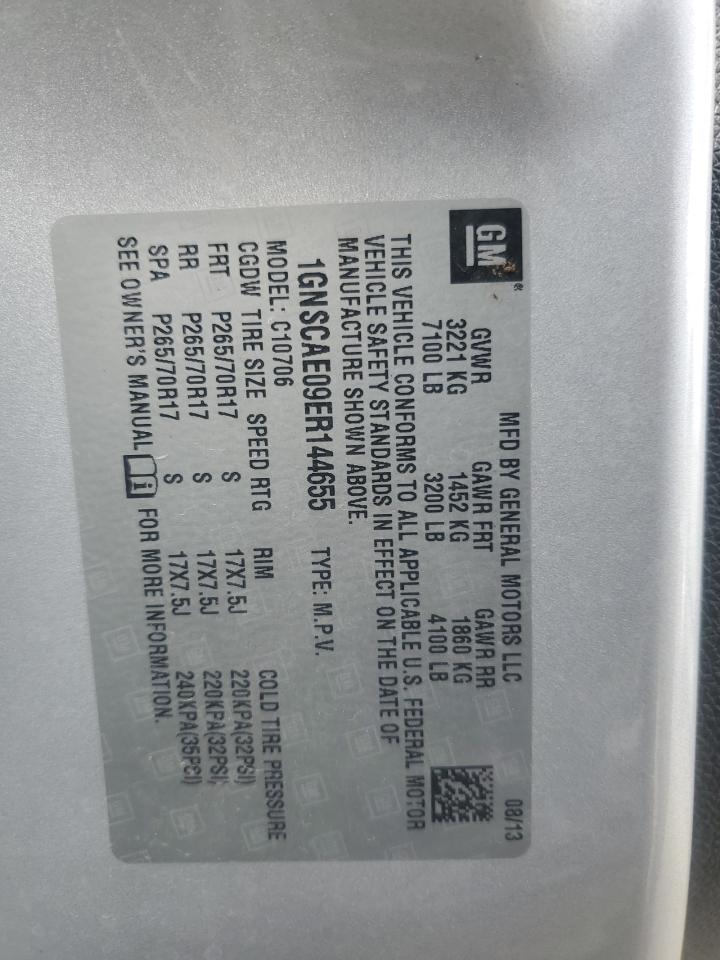 GM®
MFD BY GENERAL MOTORS LLC 08/13
GVWR GAWR FRT GAWR RR
3221 KG 1452 KG 1860 KG
7100 LB 3200 LB 4100 LB
THIS VEHICLE CONFORMS TO ALL APPLICABLE U.S. FEDERAL MOTOR
VEHICLE SAFETY STANDARDS IN EFFECT ON THE DATE OF
MANUFACTURE SHOWN ABOVE.
1GNSCAE09ER144655 TYPE: M.P.V.
MODEL: C10706
CGDW TIRE SIZE SPEED RTG RIM COLD TIRE PRESSURE
FRT P265/70R17 S 17X7.5J 220KPA(32PSI)
RR P265/70R17 S 17X7.5J 220KPA(32PSI)
SPA P265/70R17 S 17X7.5J 240KPA(35PSI)
SEE OWNER'S MANUAL i FOR MORE INFORMATION.